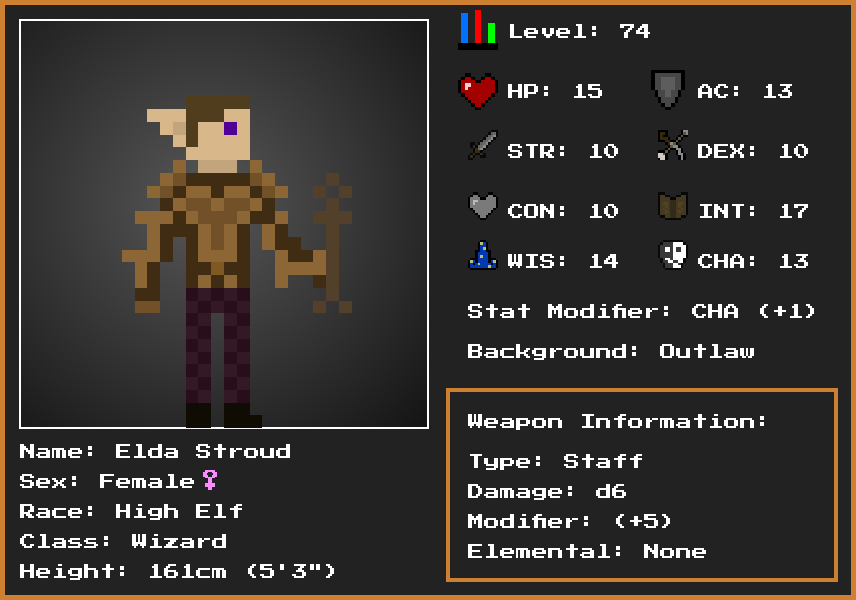 Level: 74
HP: 15
AC: 13
STR: 10
DEX: 10
CON: 10
INT: 17
WIS: 14
CHA: 13
Stat Modifier: CHA (+1)
Background: Outlaw
Weapon Information:
Type: Staff
Damage: d6
Modifier: (+5)
Elemental: None
Name: Elda Stroud
Sex: Female♀
Race: High Elf
Class: Wizard
Height: 161cm (5'3")